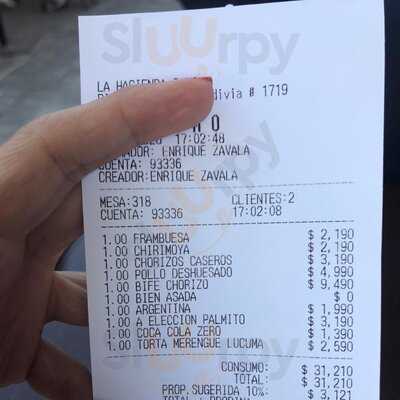 Sluurpy
LA HACIENDA
divia # 1719
17:02:48
ENRIQUE ZAVALA
CUENTA: 93336
CREADOR:ENRIQUE ZAVALA
MESA:318 CLIENTES:2
CUENTA: 93336 17:02:08
1.00 FRAMBUESA $ 2,190
1.00 CHIRIMOYA $ 2,190
1.00 CHORIZOS CASEROS $ 3,190
1.00 POLLO DESHUESADO $ 4,990
1.00 BIFE CHORIZO $ 9,490
1.00 BIEN ASADA $ 0
1.00 ARGENTINA $ 1,990
1.00 A ELECCION PALMITO $ 3,190
1.00 COCA COLA ZERO $ 1,390
1.00 TORTA MERENGUE LUCUMA $ 2,590
CONSUMO: $ 31,210
TOTAL: $ 31,210
PROP.SUGERIDA 10%: $ 3,121